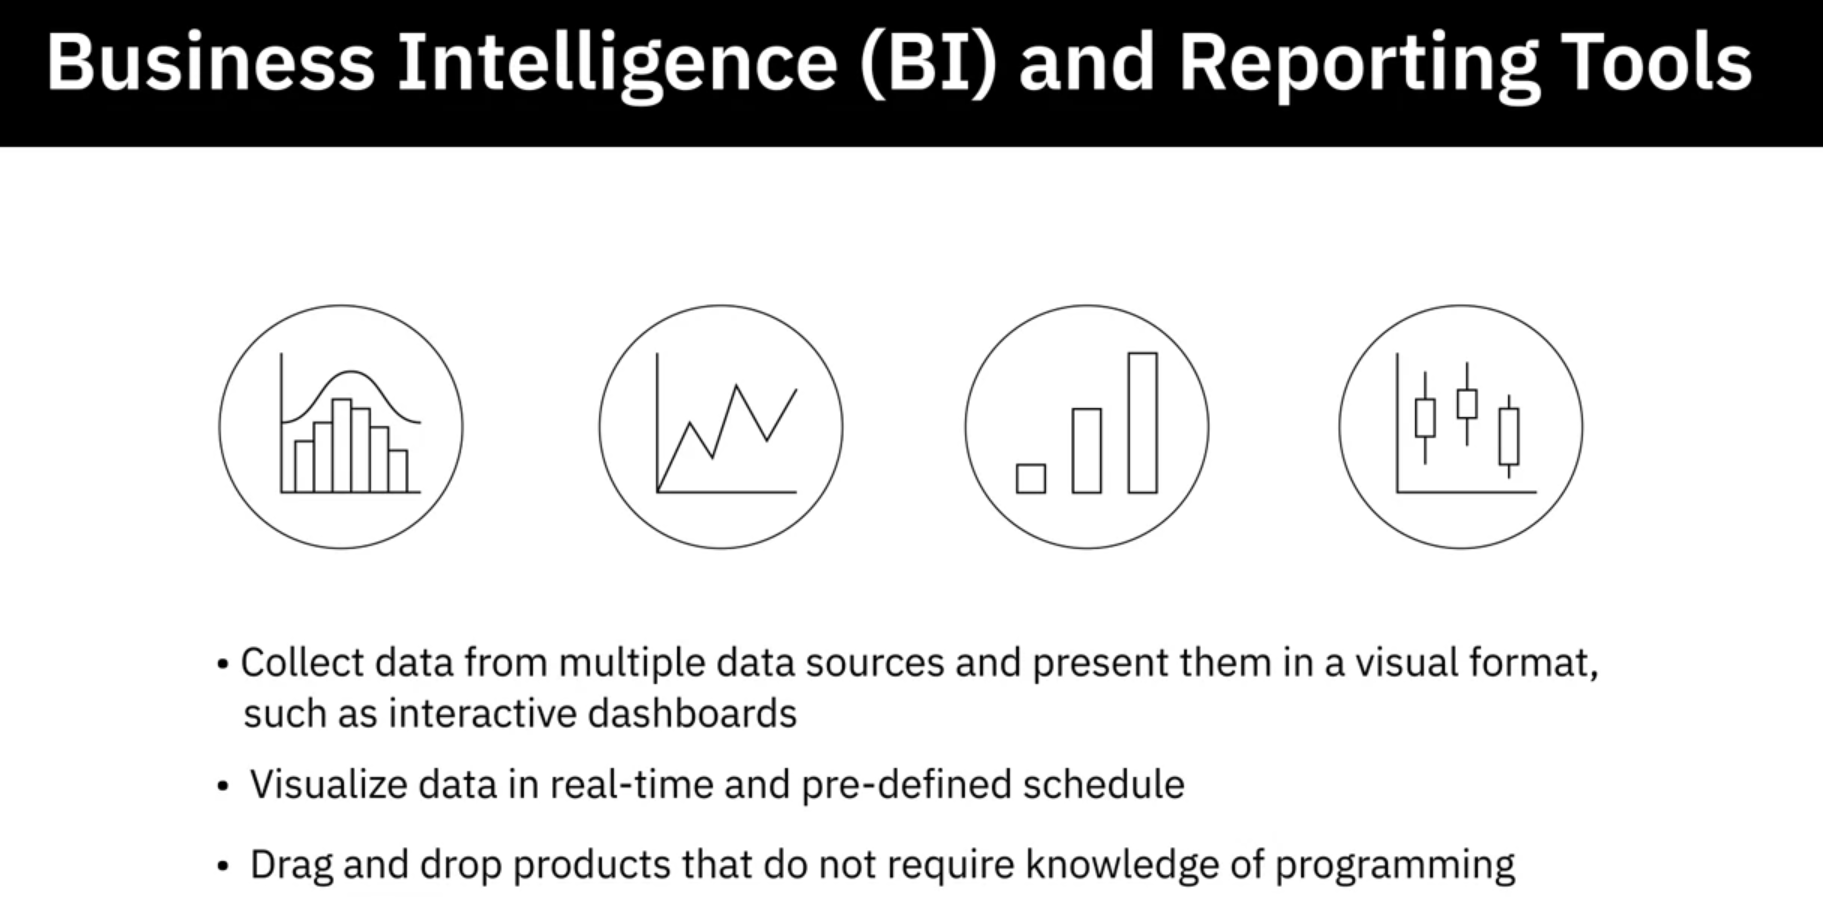 Business Intelligence (BI) and Reporting Tools
• Collect data from multiple data sources and present them in a visual format,
such as interactive dashboards
• Visualize data in real-time and pre-defined schedule
• Drag and drop products that do not require knowledge of programming